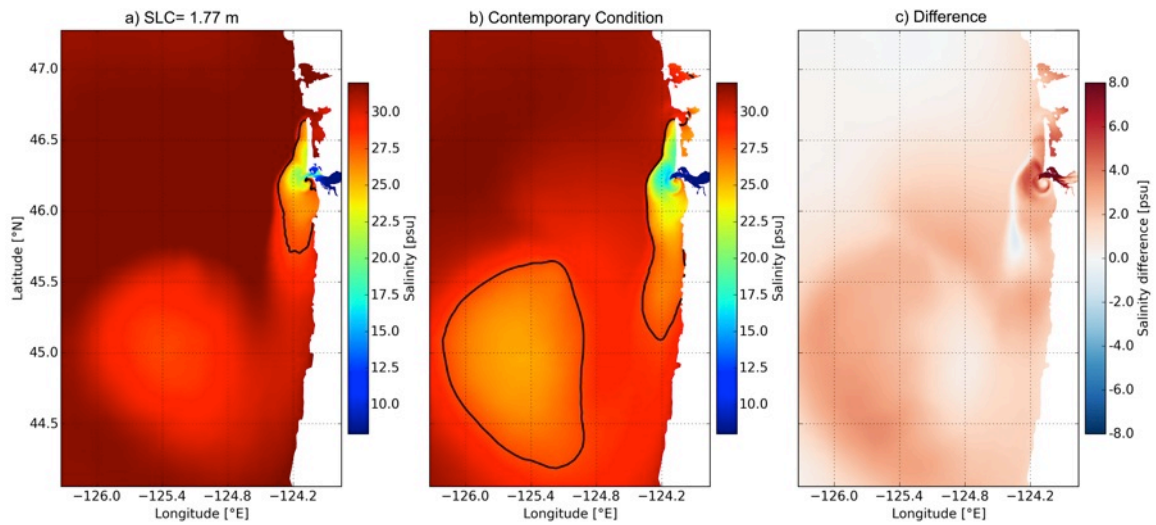 a) SLC= 1.77 m
b) Contemporary Condition
c) Difference
47.0
46.5
46.0
45.5
45.0
44.5
Latitude [°N]
−126.0 −125.4 −124.8 −124.2
Longitude [°E]
30.0
27.5
25.0
22.5
20.0
17.5
15.0
12.5
10.0
Salinity [psu]
−126.0 −125.4 −124.8 −124.2
Longitude [°E]
30.0
27.5
25.0
22.5
20.0
17.5
15.0
12.5
10.0
Salinity [psu]
−126.0 −125.4 −124.8 −124.2
Longitude [°E]
8.0
6.0
4.0
2.0
0.0
-2.0
-4.0
-6.0
-8.0
Salinity difference [psu]